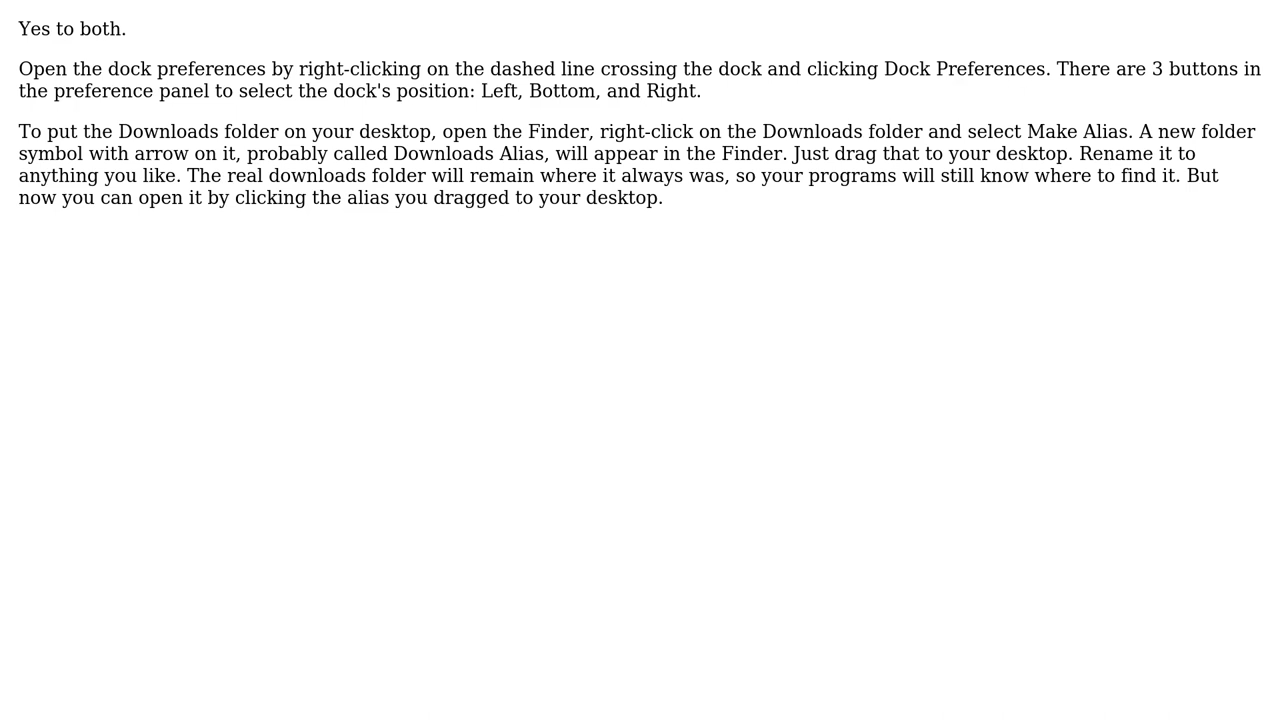 Yes to both.
Open the dock preferences by right-clicking on the dashed line crossing the dock and clicking Dock Preferences. There are 3 buttons in
the preference panel to select the dock's position: Left, Bottom, and Right.
To put the Downloads folder on your desktop, open the Finder, right-click on the Downloads folder and select Make Alias. A new folder
symbol with arrow on it, probably called Downloads Alias, will appear in the Finder. Just drag that to your desktop. Rename it to
anything you like. The real downloads folder will remain where it always was, so your programs will still know where to find it. But
now you can open it by clicking the alias you dragged to your desktop.